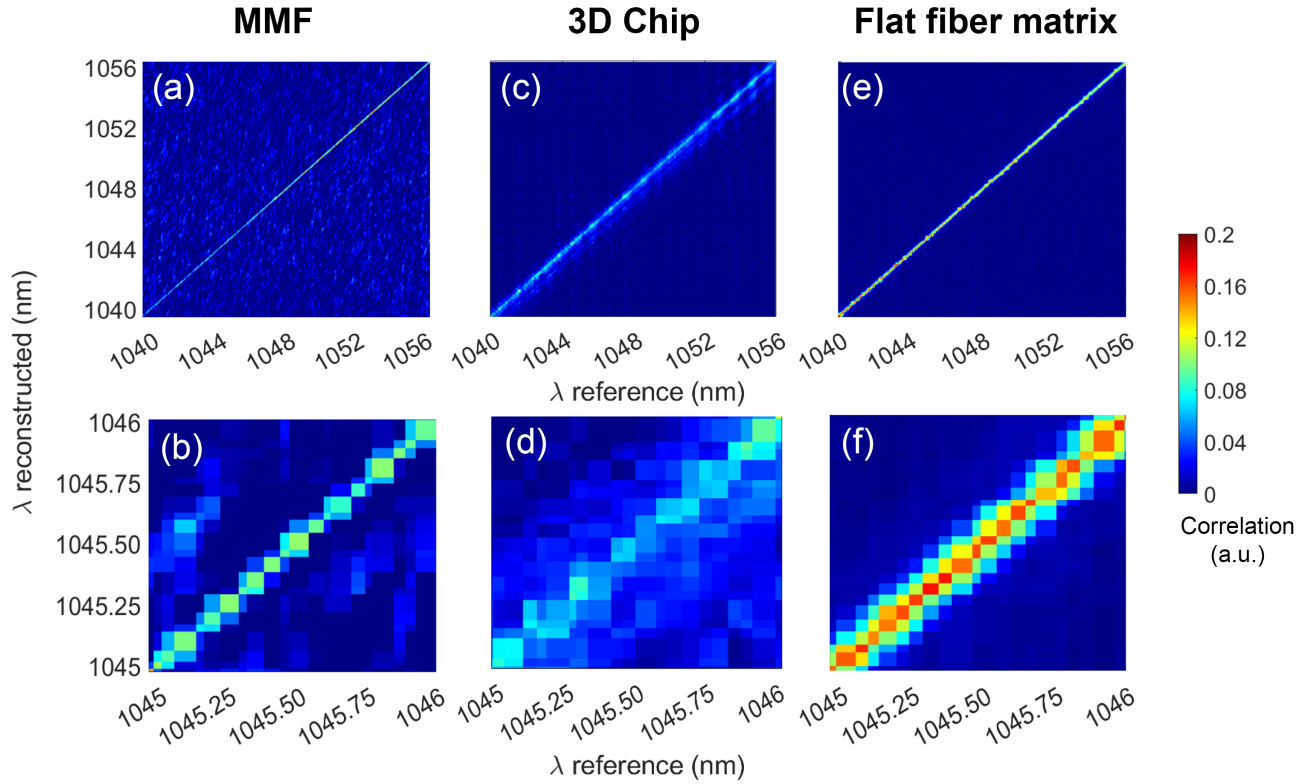 MMF 3D Chip Flat fiber matrix
(a) (c) (e)
1056
1052
1048
1044
1040
1040 1044 1048 1052 1056 1040 1044 1048 1052 1056 1040 1044 1048 1052 1056
λ reference (nm)
λ reconstructed (nm)
0.2
0.16
0.12
0.08
0.04
0
Correlation
(a.u.)
(b) (d) (f)
1046
1045.75
1045.50
1045.25
1045
1045 1045.25 1045.50 1045.75 1046 1045 1045.25 1045.50 1045.75 1046 1045 1045.25 1045.50 1045.75 1046
λ reference (nm)